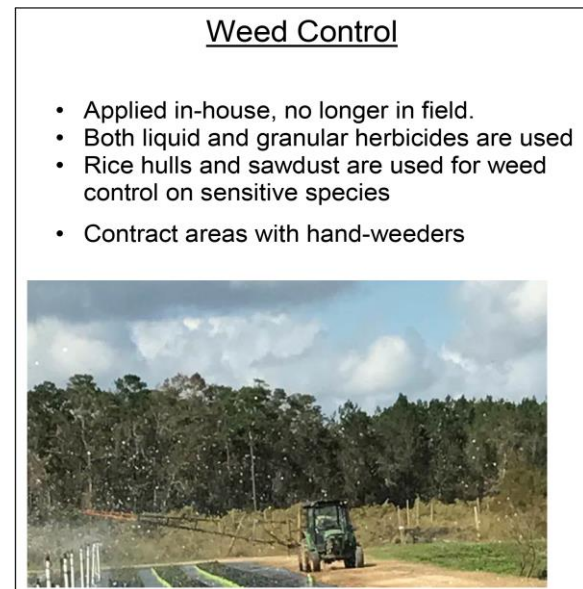 Weed Control
• Applied in-house, no longer in field.
• Both liquid and granular herbicides are used
• Rice hulls and sawdust are used for weed
control on sensitive species
• Contract areas with hand-weeders